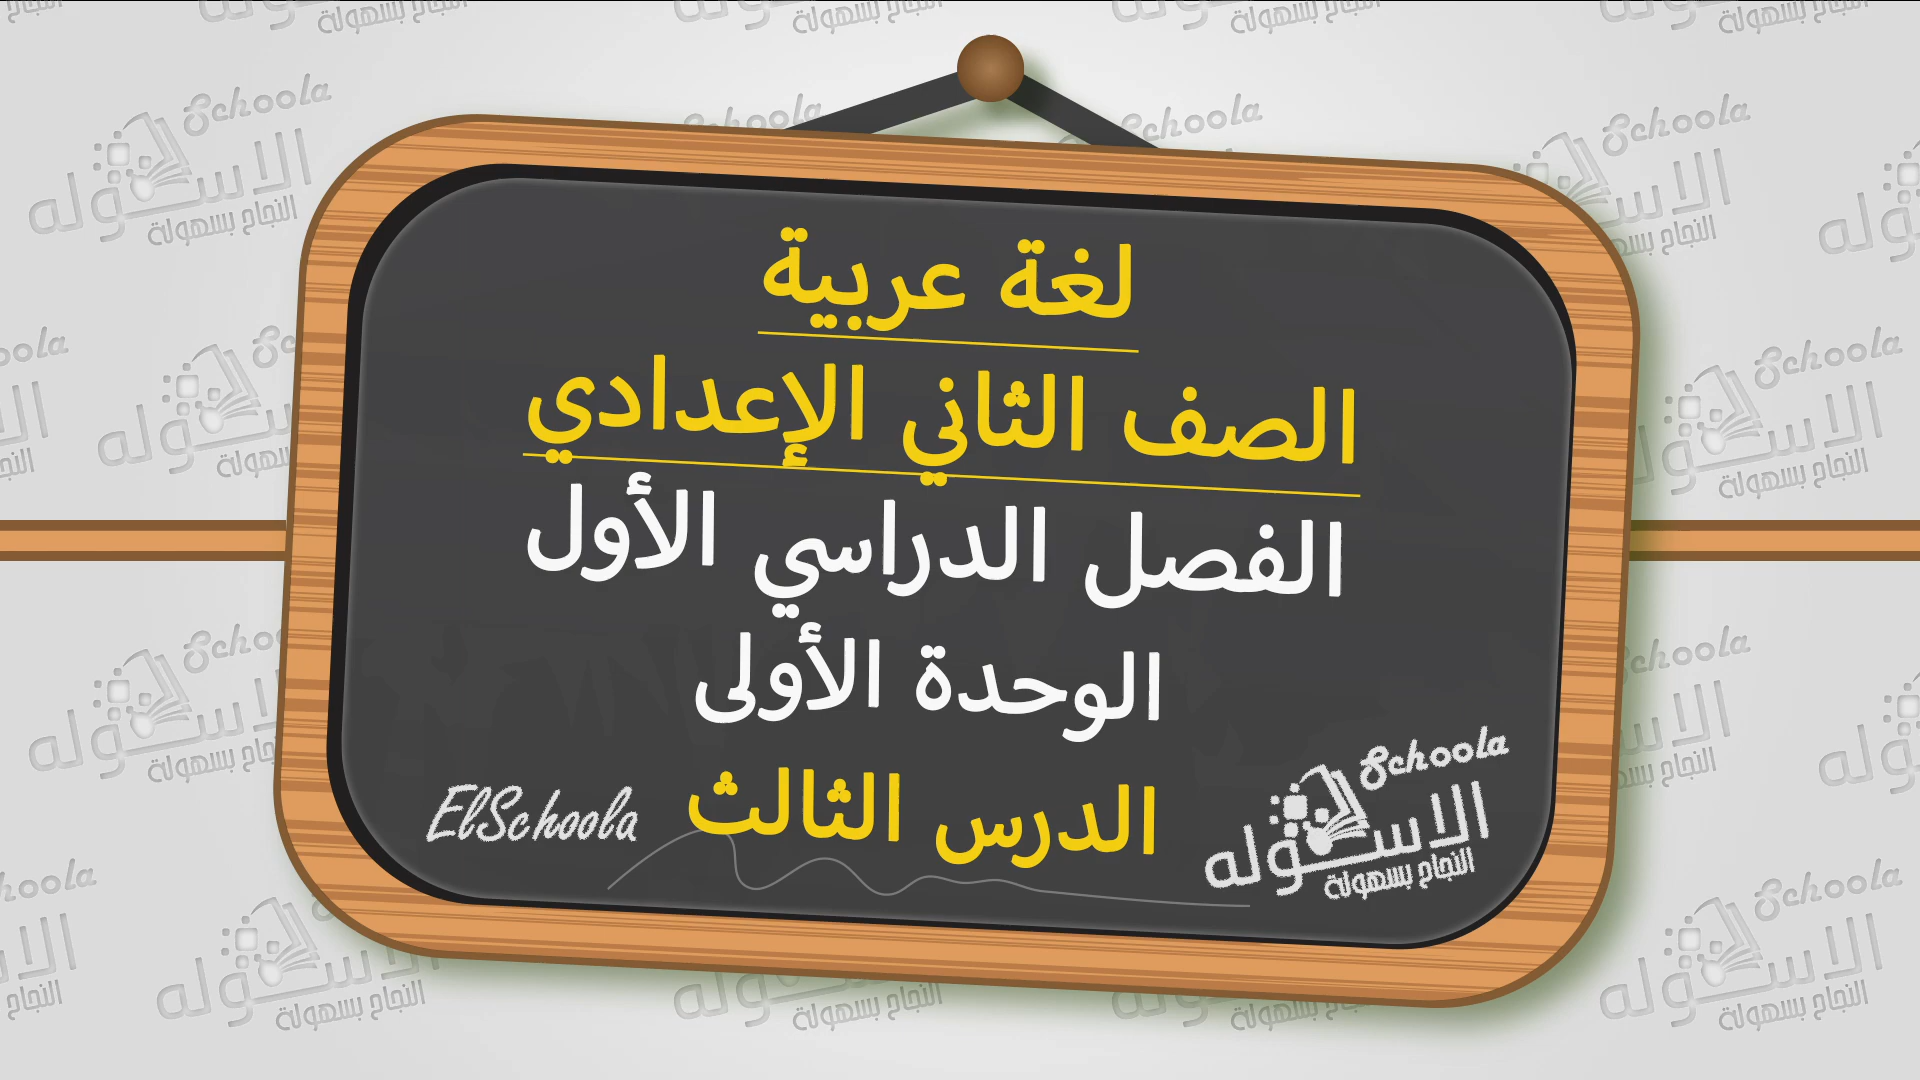 لغة عربية
الصف الثاني الإعدادي
الفصل الدراسي الأول
الوحدة الأولى
الدرس الثالث
ElSchoola
Schoola
الاسكوله
النجاح بسهولة